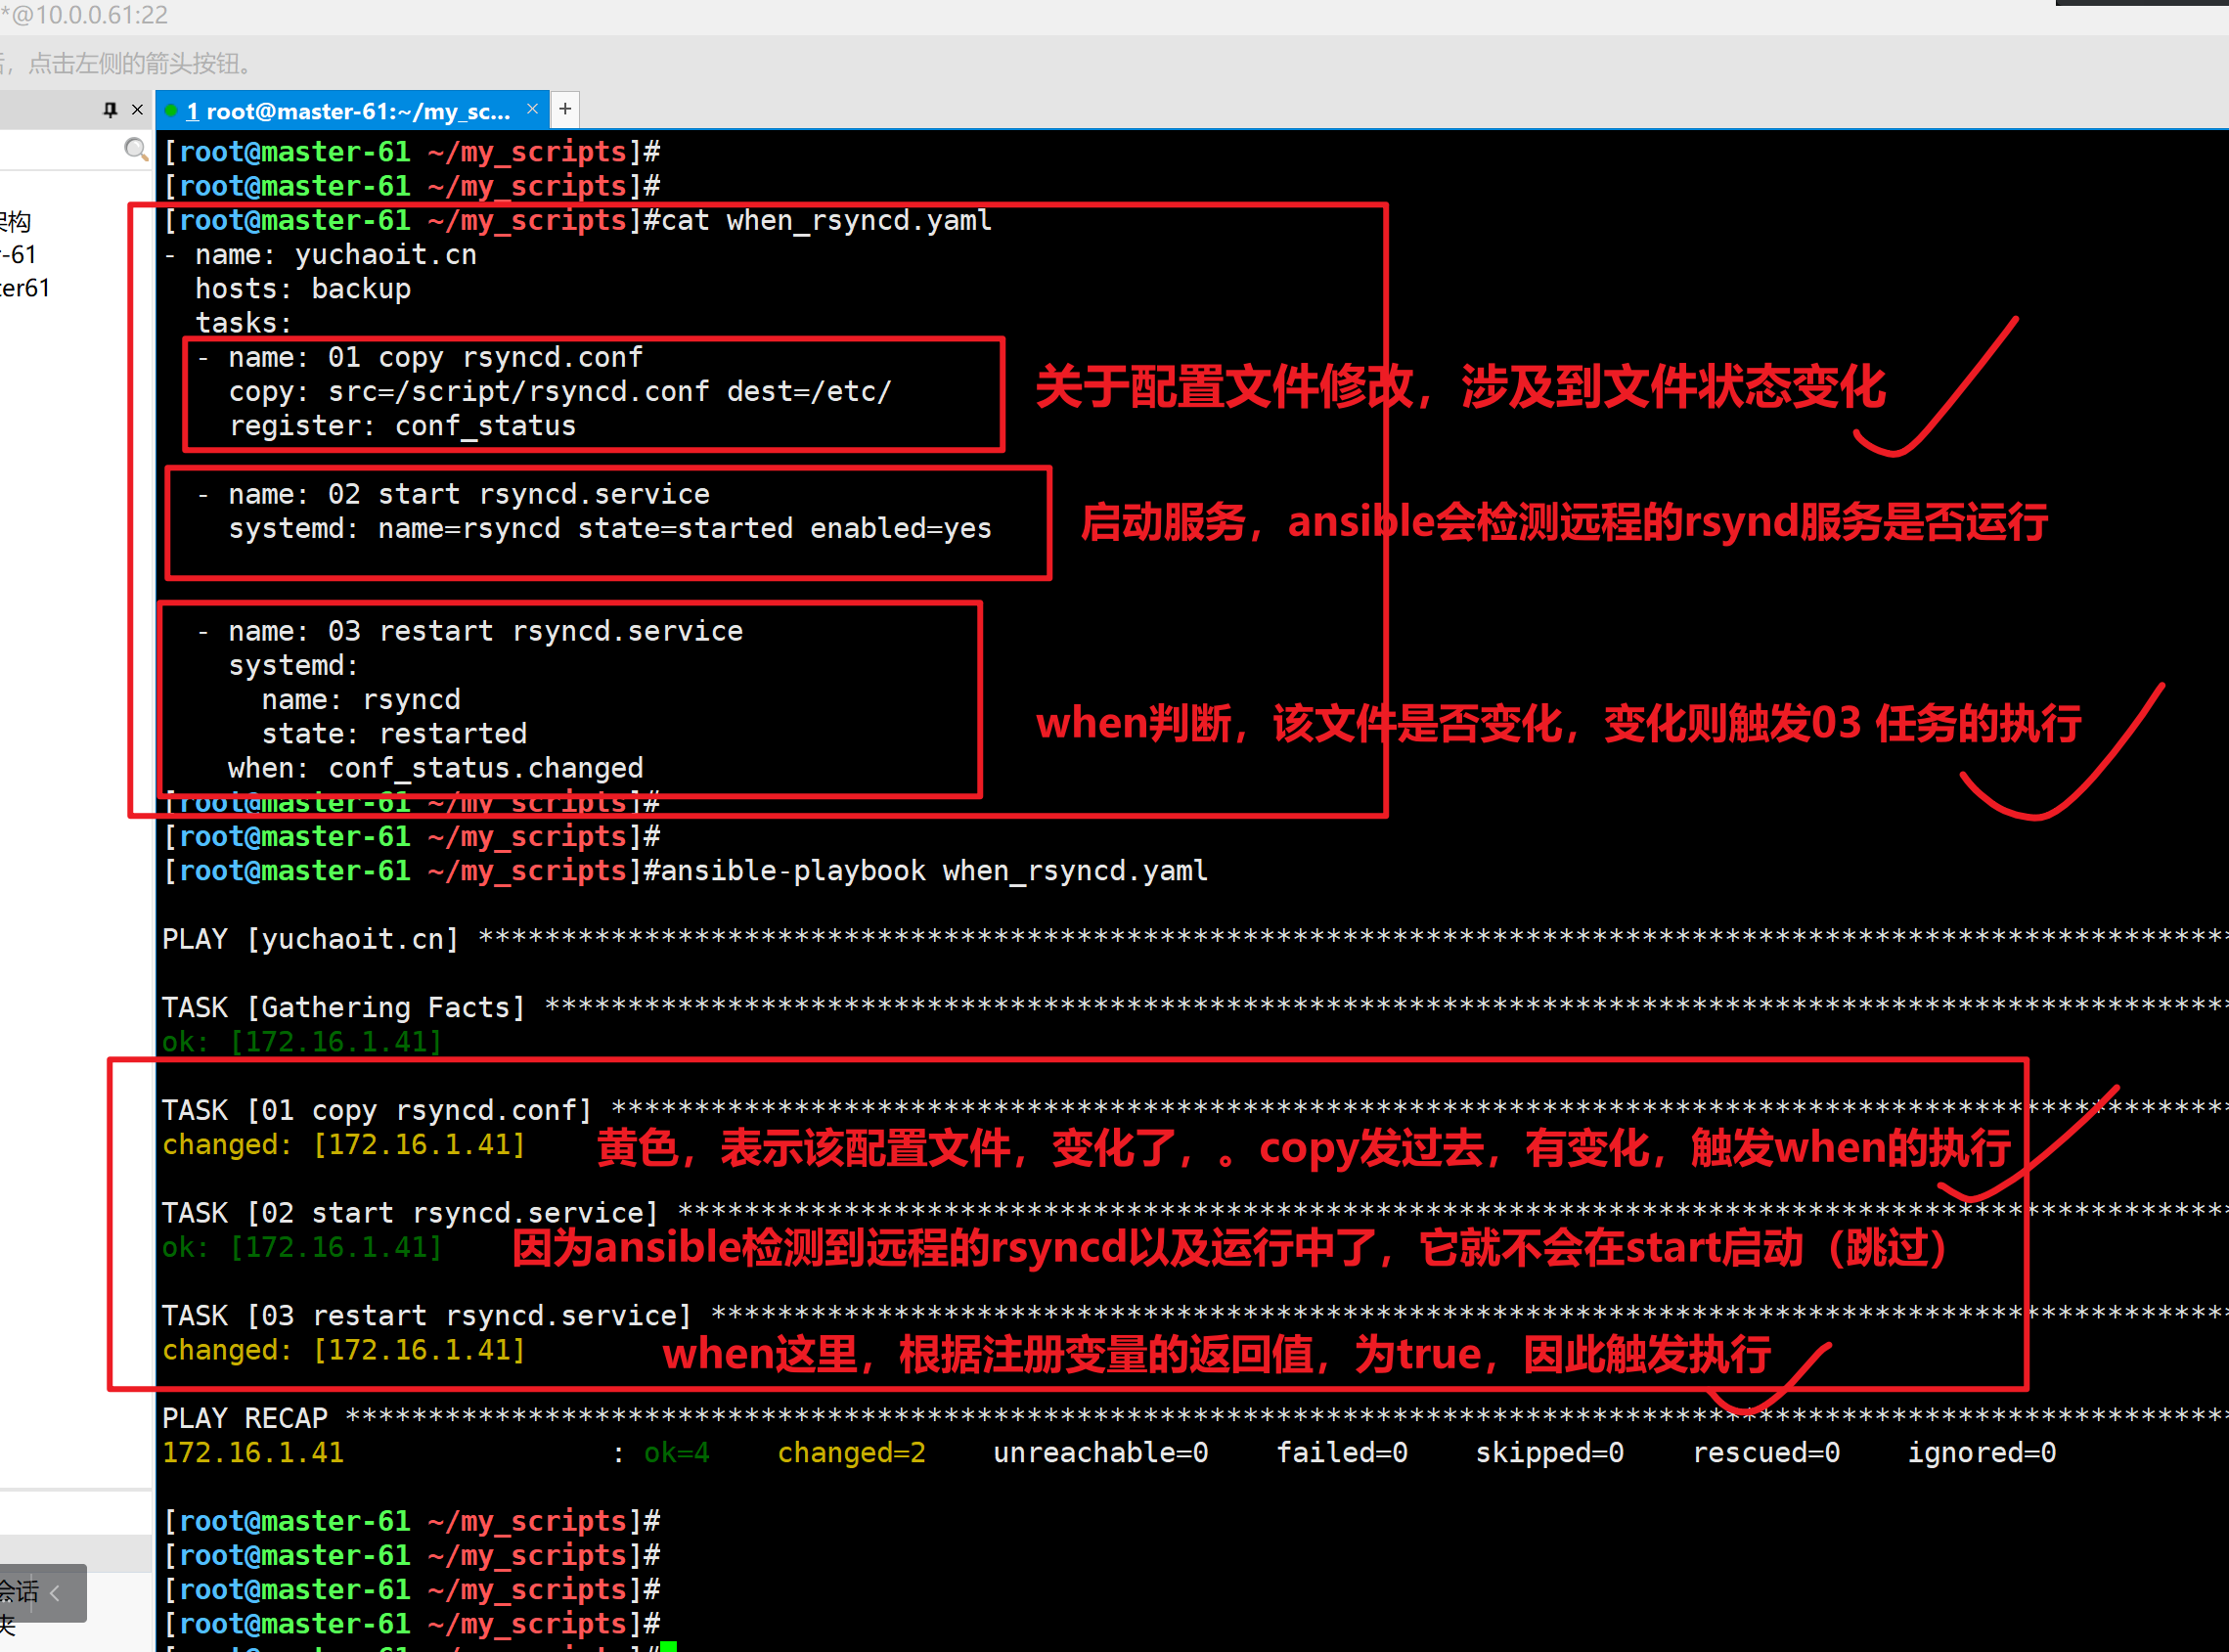 *@10.0.0.61:22
点击左侧的箭头按钮。
1 root@master-61:~/my_sc... × +
架构
-61
ter61
[root@master-61 ~/my_scripts]#
[root@master-61 ~/my_scripts]#
[root@master-61 ~/my_scripts]#cat when_rsyncd.yaml
- name: yuchaoit.cn
  hosts: backup
  tasks:
  - name: 01 copy rsyncd.conf
    copy: src=/script/rsyncd.conf dest=/etc/
    register: conf_status
关于配置文件修改，涉及到文件状态变化
  - name: 02 start rsyncd.service
    systemd: name=rsyncd state=started enabled=yes
启动服务，ansible会检测远程的rsynd服务是否运行
  - name: 03 restart rsyncd.service
    systemd:
      name: rsyncd
      state: restarted
    when: conf_status.changed
when判断，该文件是否变化，变化则触发03 任务的执行
[root@master-61 ~/my_scripts]#
[root@master-61 ~/my_scripts]#
[root@master-61 ~/my_scripts]#ansible-playbook when_rsyncd.yaml
PLAY [yuchaoit.cn] **********************************************************************************************************
TASK [Gathering Facts] ******************************************************************************************************
ok: [172.16.1.41]
TASK [01 copy rsyncd.conf] **************************************************************************************************
changed: [172.16.1.41]
黄色，表示该配置文件，变化了，。copy发过去，有变化，触发when的执行
TASK [02 start rsyncd.service] **********************************************************************************************
ok: [172.16.1.41]
因为ansible检测到远程的rsyncd以及运行中了，它就不会在start启动（跳过）
TASK [03 restart rsyncd.service] ********************************************************************************************
changed: [172.16.1.41]
when这里，根据注册变量的返回值，为true，因此触发执行
PLAY RECAP ******************************************************************************************************************
172.16.1.41                : ok=4    changed=2    unreachable=0    failed=0    skipped=0    rescued=0    ignored=0
[root@master-61 ~/my_scripts]#
[root@master-61 ~/my_scripts]#
[root@master-61 ~/my_scripts]#
[root@master-61 ~/my_scripts]#
会话
夹